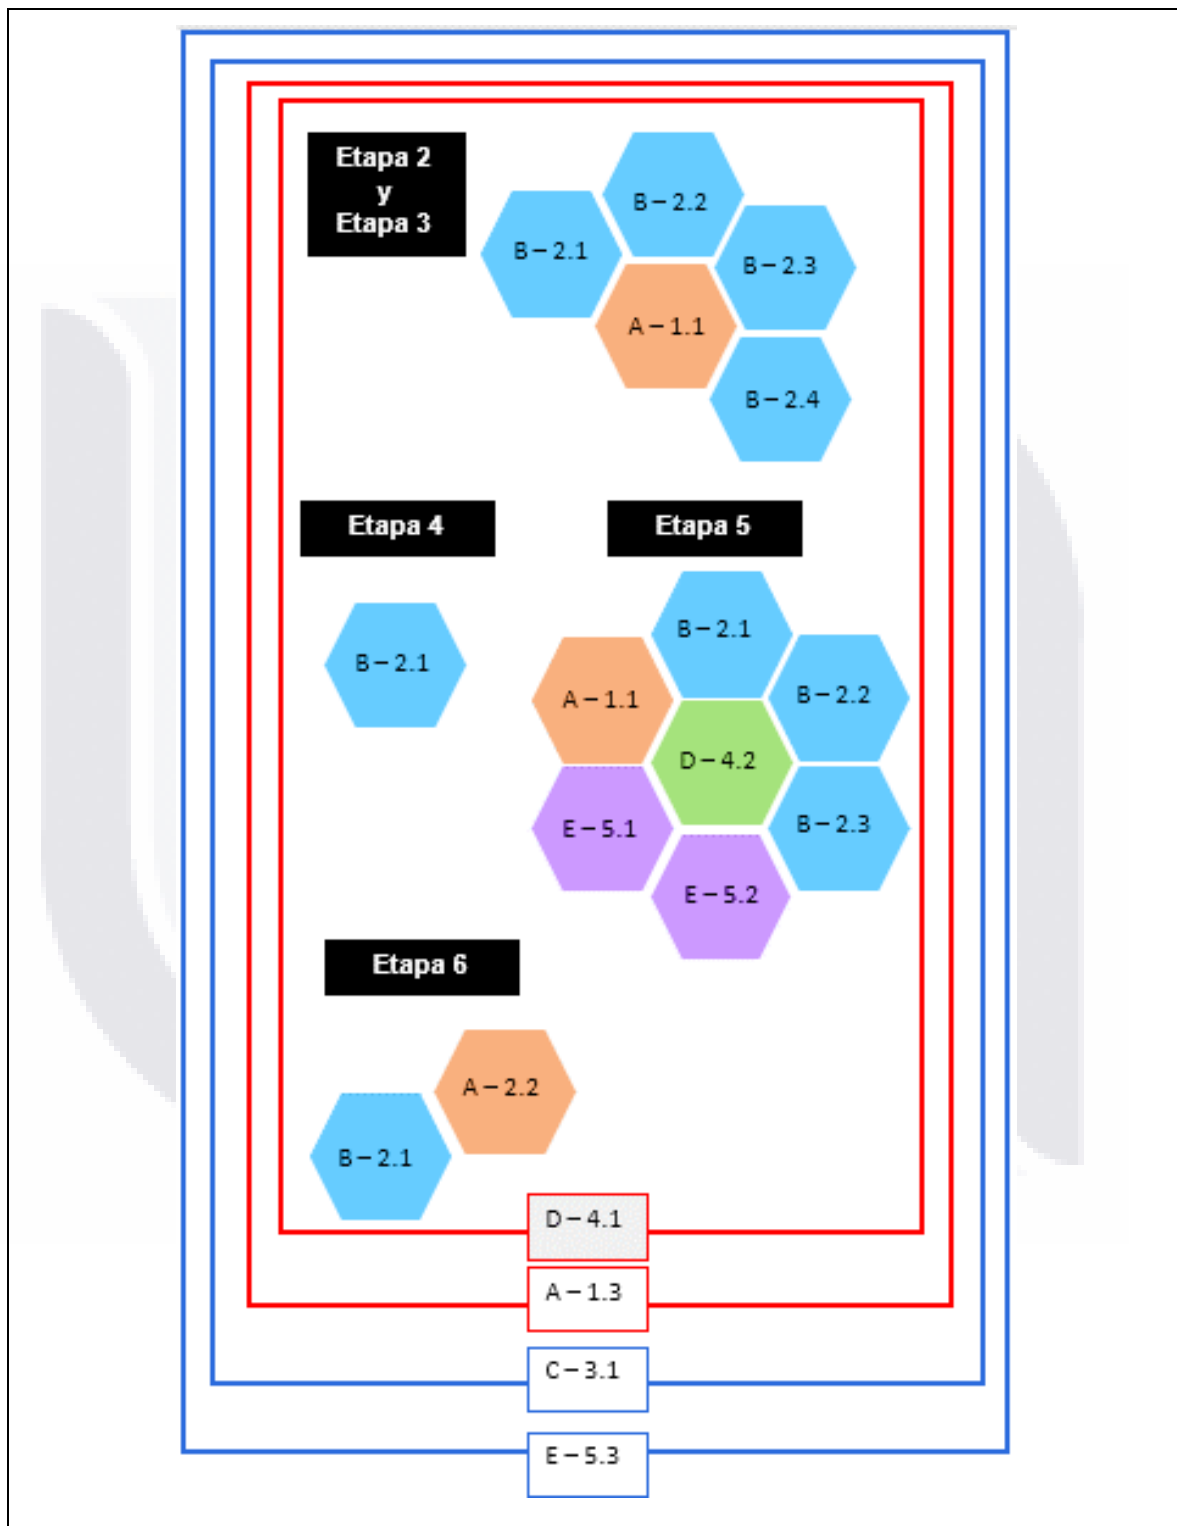 Etapa 2
y
Etapa 3
B – 2.2
B – 2.1
B – 2.3
A – 1.1
B – 2.4
Etapa 4
Etapa 5
B – 2.1
B – 2.1
A – 1.1
B – 2.2
D – 4.2
E – 5.1
B – 2.3
E – 5.2
Etapa 6
A – 2.2
B – 2.1
D – 4.1
A – 1.3
C – 3.1
E – 5.3